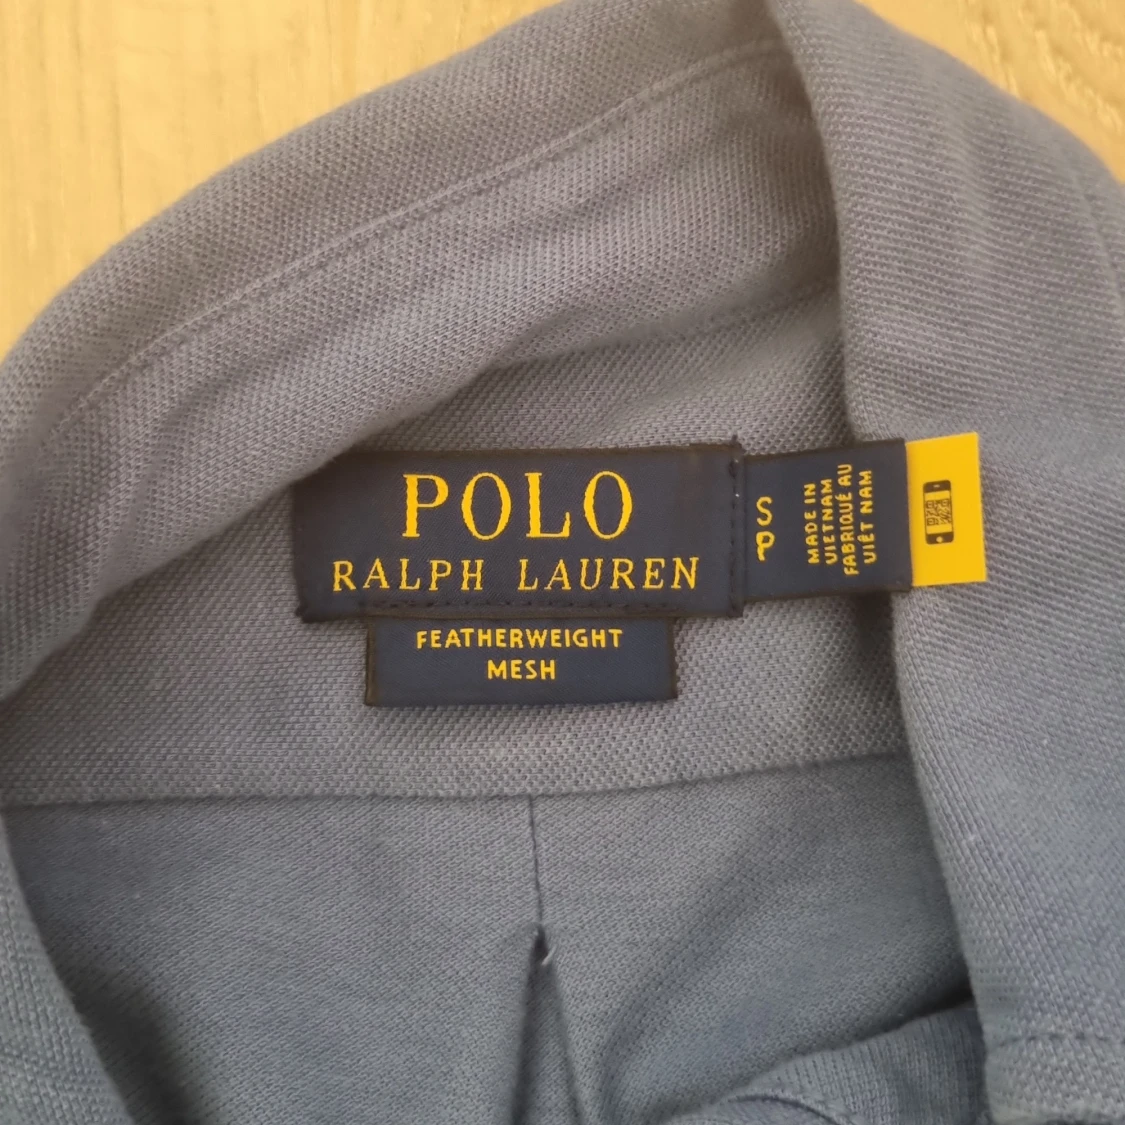 POLO
RALPH LAUREN
FEATHERWEIGHT
MESH
S
P
MADE IN
VIETNAM
FABRIQUÉ AU
VIÊT NAM